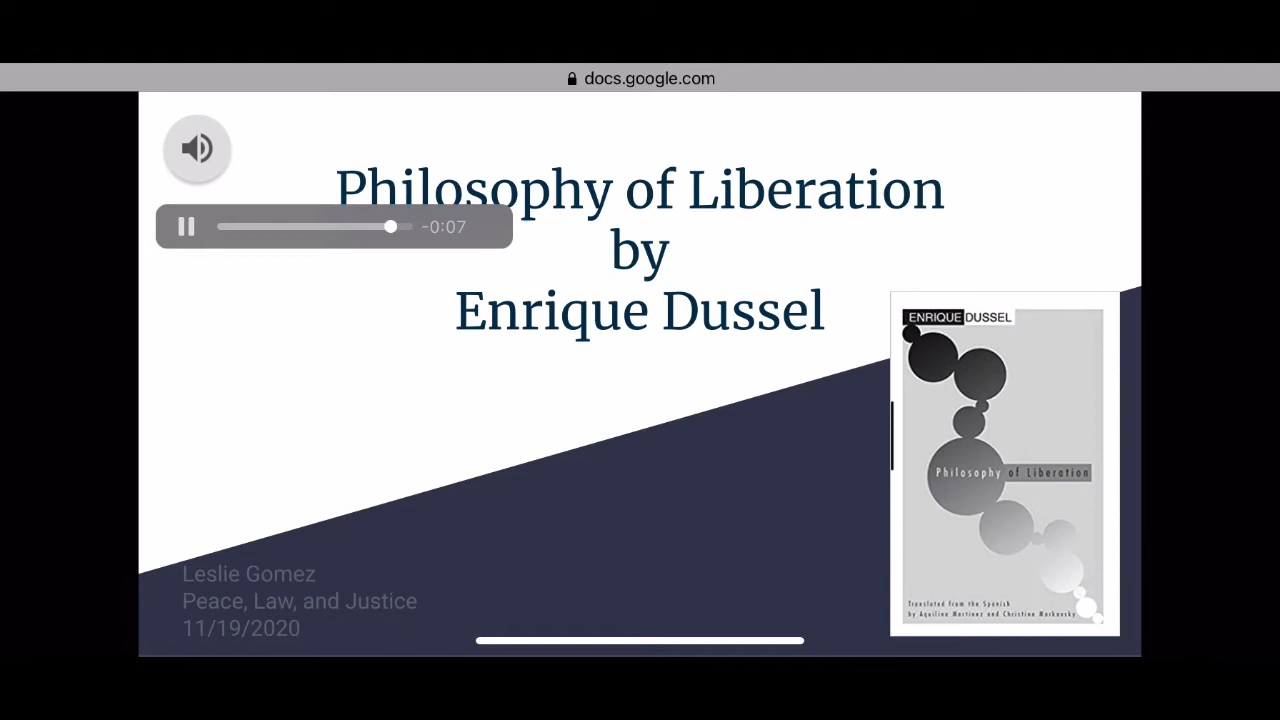 docs.google.com
Philosophy of Liberation
by
Enrique Dussel
-0:07
ENRIQUE DUSSEL
Philosophy of Liberation
Translated from the Spanish
by Aquilina Martinez and Christine Morkovsky
Leslie Gomez
Peace, Law, and Justice
11/19/2020